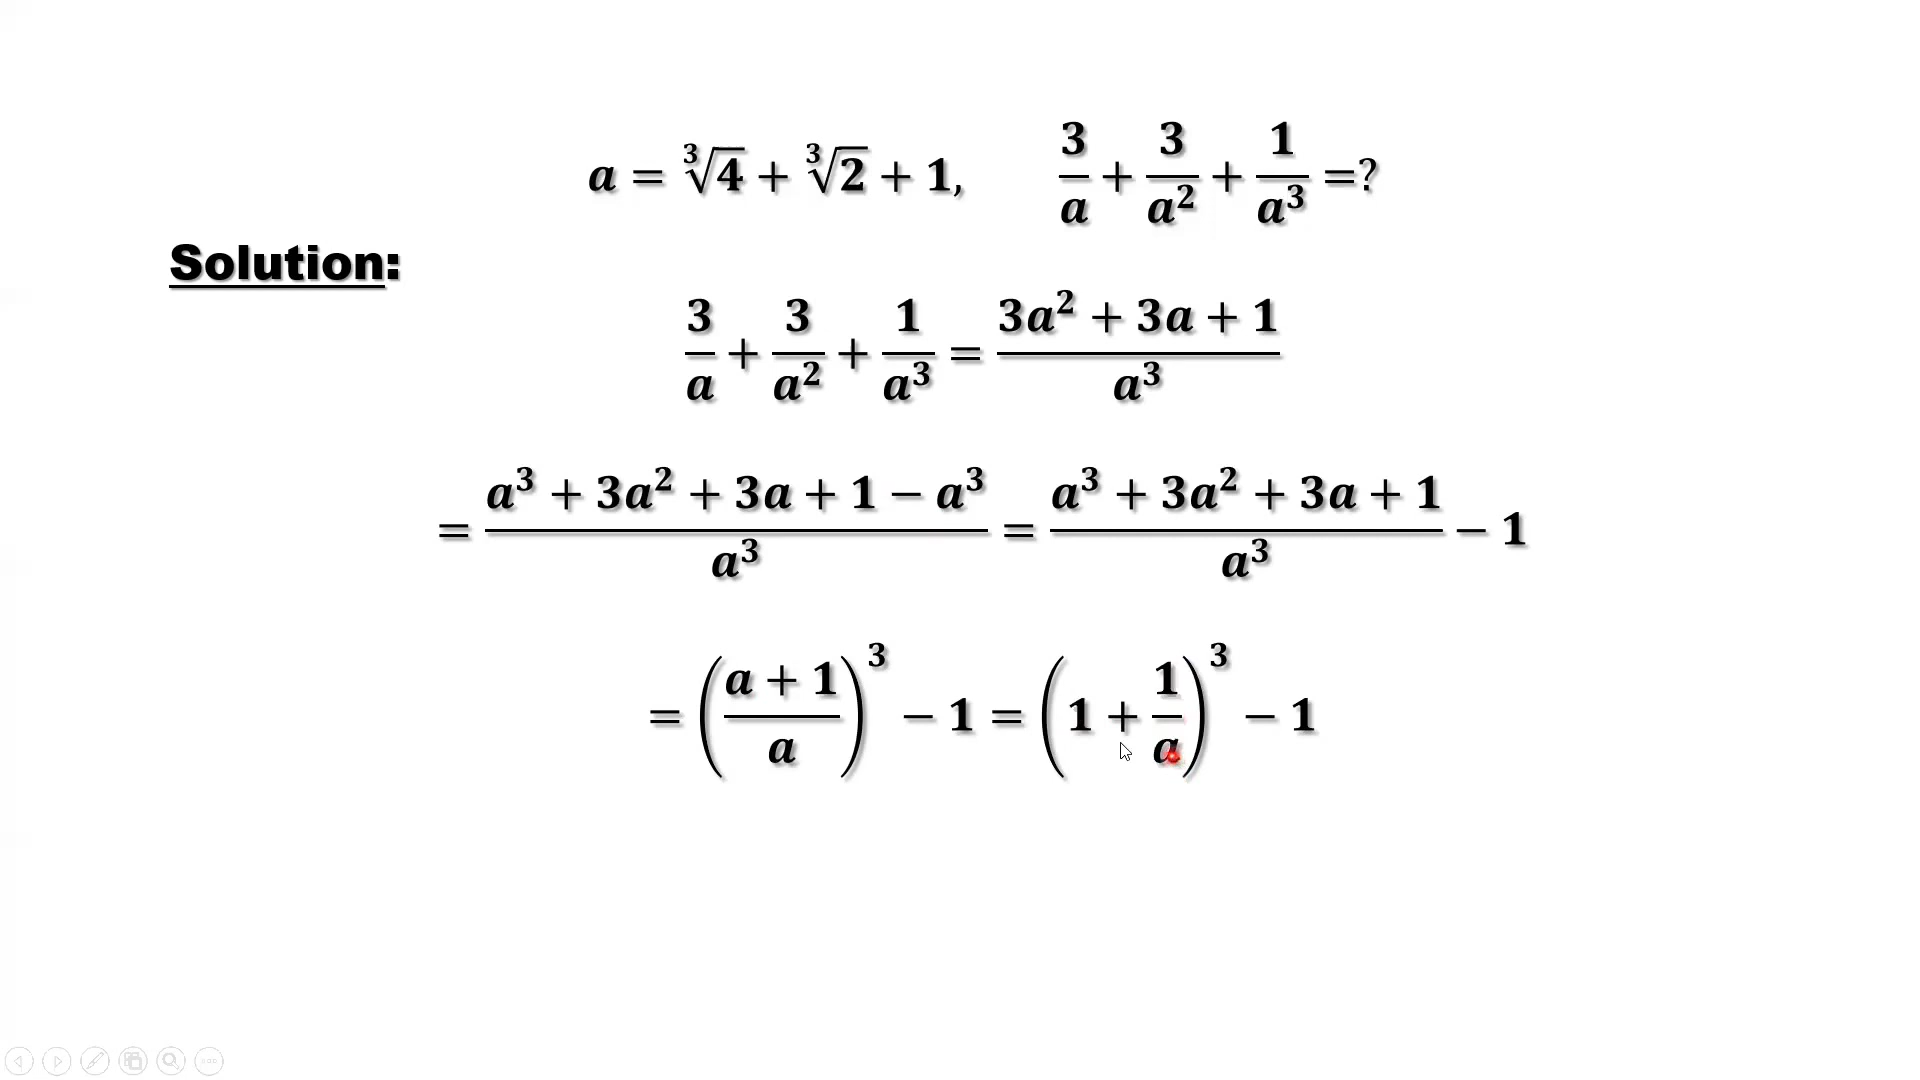 a = ∛4 + ∛2 + 1, 3/a + 3/a² + 1/a³ =?
Solution:
3/a + 3/a² + 1/a³ = (3a² + 3a + 1)/a³
= (a³ + 3a² + 3a + 1 − a³)/a³ = (a³ + 3a² + 3a + 1)/a³ − 1
= ((a + 1)/a)³ − 1 = (1 + 1/a)³ − 1